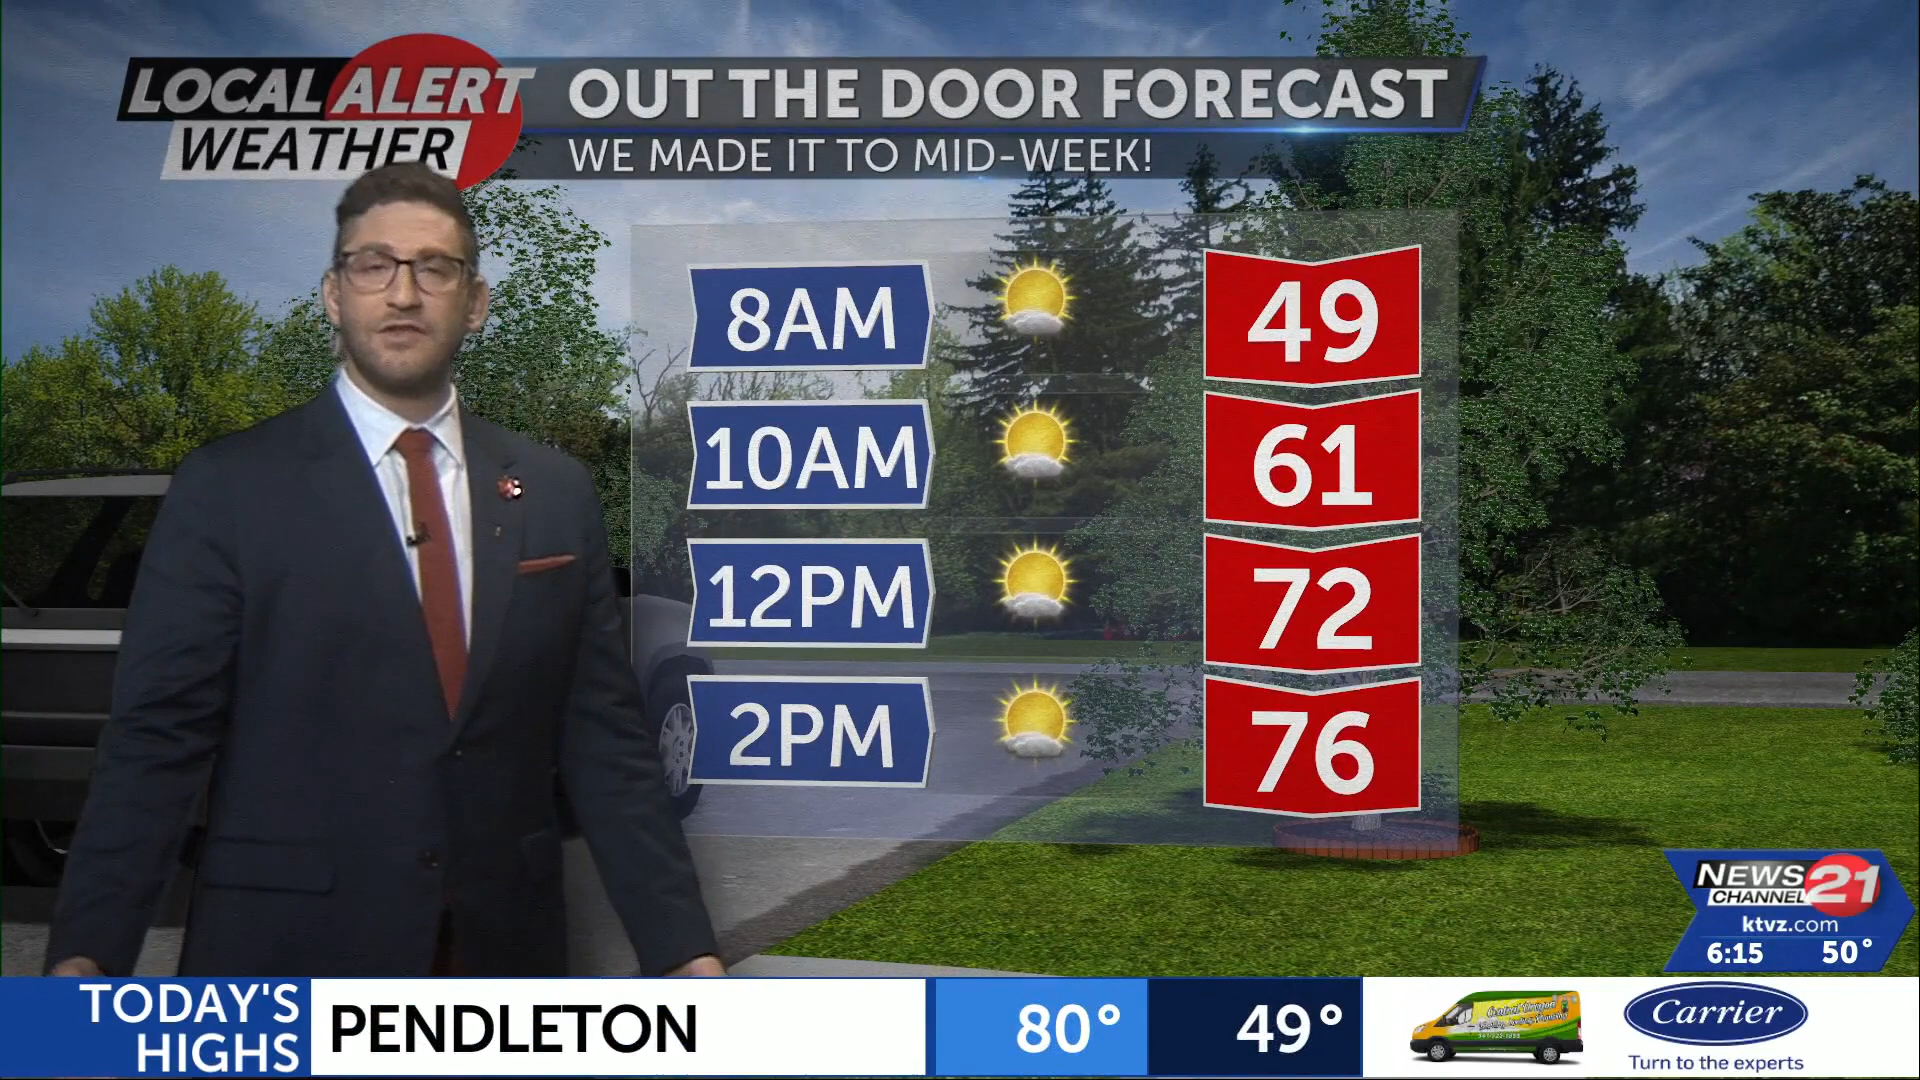 LOCAL ALERT
WEATHER
OUT THE DOOR FORECAST
WE MADE IT TO MID-WEEK!
8AM 49
10AM 61
12PM 72
2PM 76
NEWS
CHANNEL 21
ktvz.com
6:15 50°
TODAY'S
HIGHS
PENDLETON 80° 49°
Central Oregon
Carrier
Turn to the experts